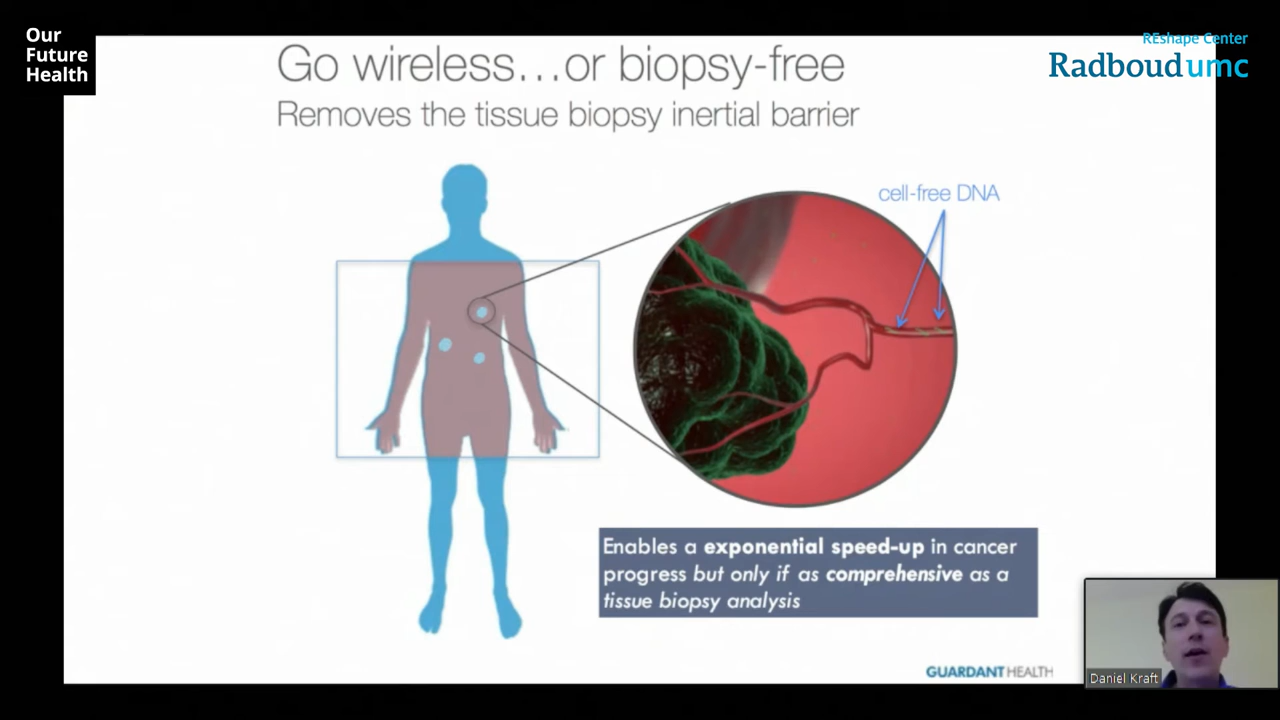 Our
Future
Health
REshape Center
Radboudumc
Go wireless...or biopsy-free
Removes the tissue biopsy inertial barrier
cell-free DNA
Enables a exponential speed-up in cancer
progress but only if as comprehensive as a
tissue biopsy analysis
GUARDANTHEALTH
Daniel Kraft